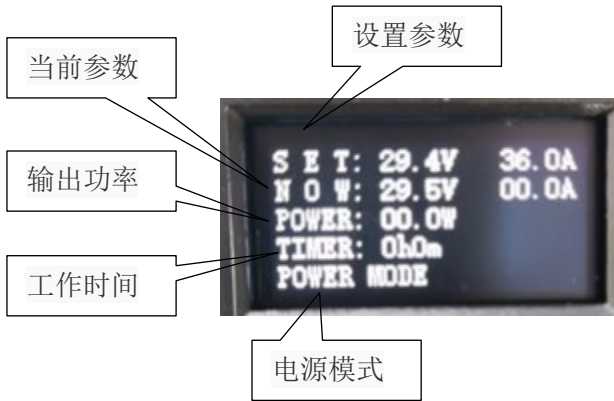 设置参数
当前参数
输出功率
工作时间
S E T: 29.4V 36.0A
N O W: 29.5V 00.0A
POWER: 00.0W
TIMER: 0h0m
POWER MODE
电源模式